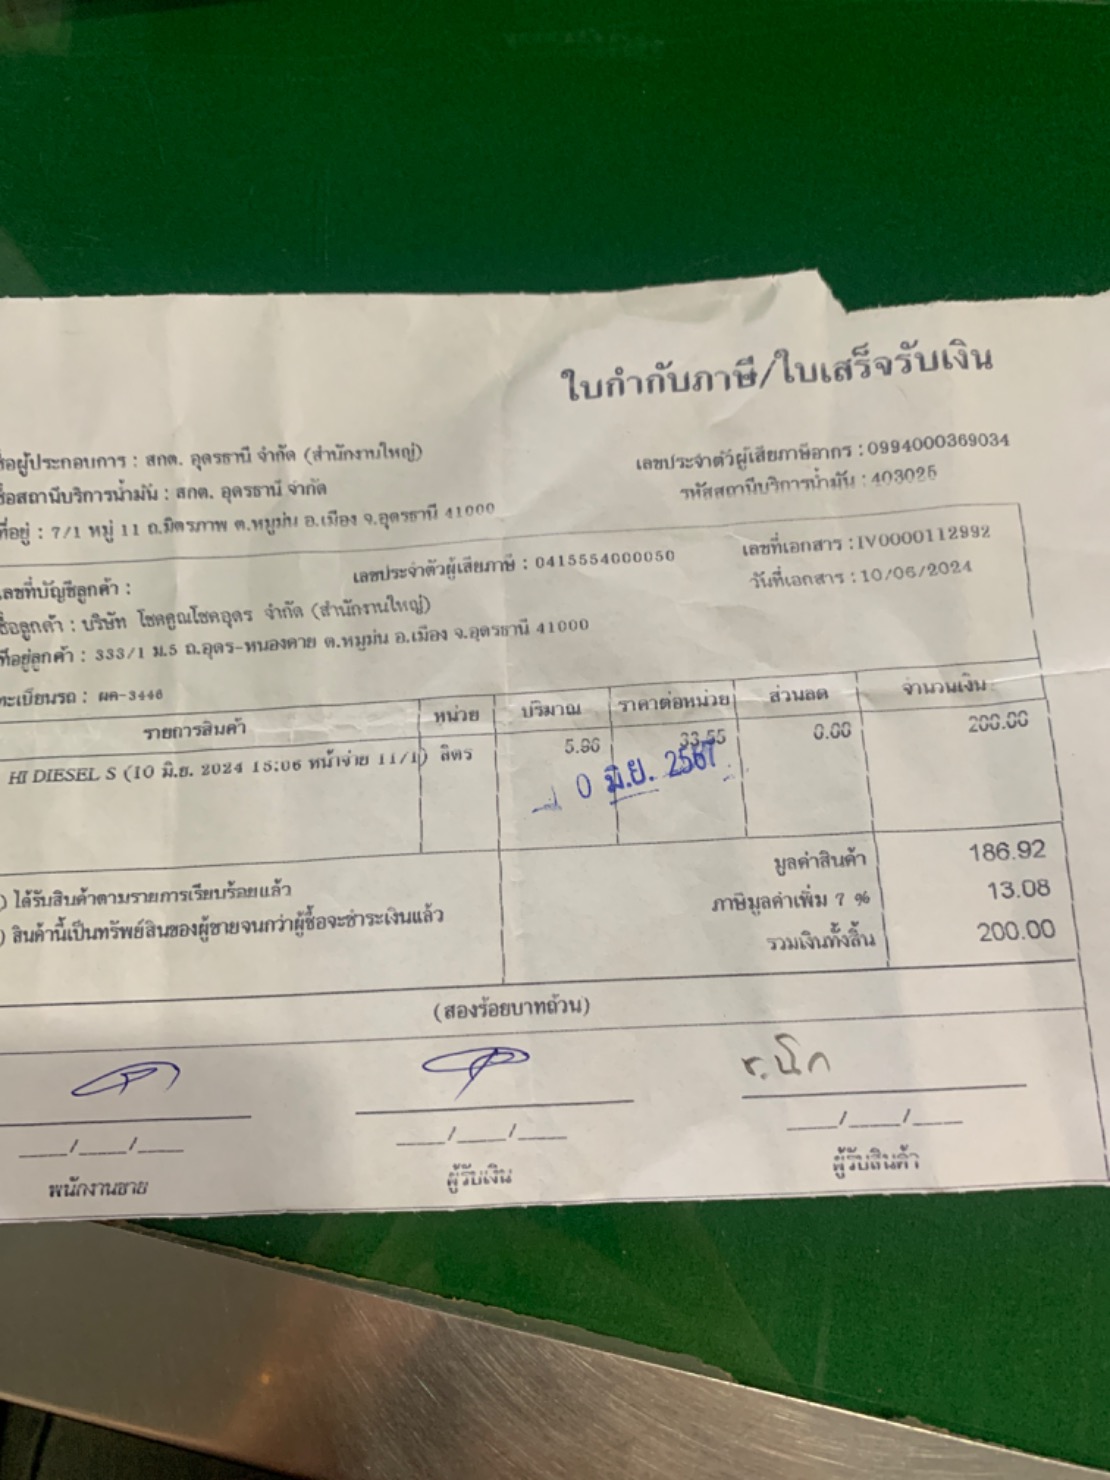 ใบกำกับภาษี/ใบเสร็จรับเงิน
ชื่อผู้ประกอบการ : สกต. อุดรธานี จำกัด (สำนักงานใหญ่)
เลขประจำตัวผู้เสียภาษีอากร : 0994000369034
ชื่อสถานีบริการน้ำมัน : สกต. อุดรธานี จำกัด
รหัสสถานีบริการน้ำมัน : 403025
ที่อยู่ : 7/1 หมู่ 11 ถ.มิตรภาพ ต.หมูม่น อ.เมือง จ.อุดรธานี 41000
เลขที่บัญชีลูกค้า :
เลขประจำตัวผู้เสียภาษี : 0415554000050
เลขที่เอกสาร : IV0000112992
ชื่อลูกค้า : บริษัท โชคคูณโชคอุดร จำกัด (สำนักงานใหญ่)
วันที่เอกสาร : 10/06/2024
ที่อยู่ลูกค้า : 333/1 ม.5 ถ.อุดร-หนองคาย ต.หมูม่น อ.เมือง จ.อุดรธานี 41000
ทะเบียนรถ : ผค-3446
รายการสินค้า หน่วย ปริมาณ ราคาต่อหน่วย ส่วนลด จำนวนเงิน
HI DIESEL S (10 มิ.ย. 2024 15:06 หน้าจ่าย 11/1) ลิตร 33.55 0.00 200.00
0 มิ.ย. 2567
) ได้รับสินค้าตามรายการเรียบร้อยแล้ว
) สินค้านี้เป็นทรัพย์สินของผู้ขายจนกว่าผู้ซื้อจะชำระเงินแล้ว
มูลค่าสินค้า 186.92
ภาษีมูลค่าเพิ่ม 7 % 13.08
รวมเงินทั้งสิ้น 200.00
(สองร้อยบาทถ้วน)
___/___/___ ___/___/___ ___/___/___
พนักงานขาย ผู้รับเงิน ผู้รับสินค้า